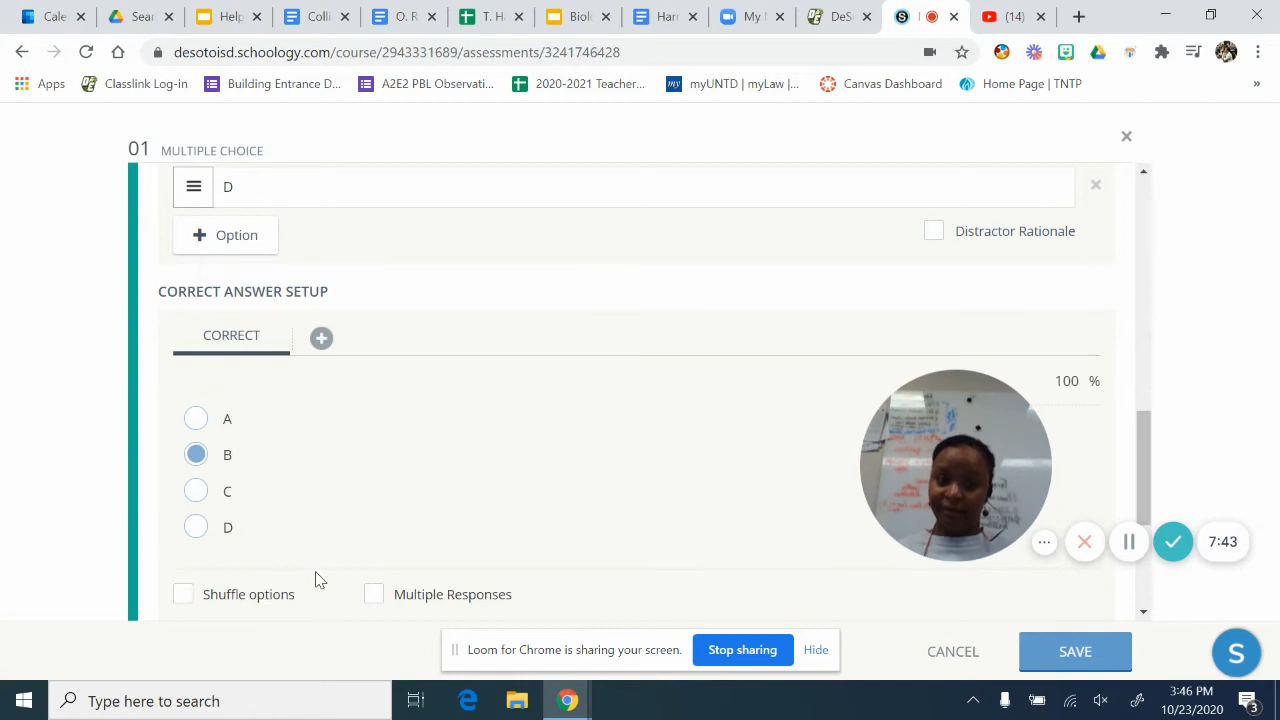 Cale
Sear
Help
Colli
O. R
T. H
Biolo
Harr
My M
DeS
(14)
desotoisd.schoology.com/course/2943331689/assessments/3241746428
Apps
Classlink Log-in
Building Entrance D...
A2E2 PBL Observati...
2020-2021 Teacher...
myUNTD | myLaw |...
Canvas Dashboard
Home Page | TNTP
»
01 MULTIPLE CHOICE
D
+ Option
Distractor Rationale
CORRECT ANSWER SETUP
CORRECT
100 %
A
B
C
D
7:43
Shuffle options
Multiple Responses
Loom for Chrome is sharing your screen.
Stop sharing
Hide
CANCEL
SAVE
S
Type here to search
3:46 PM
10/23/2020
3